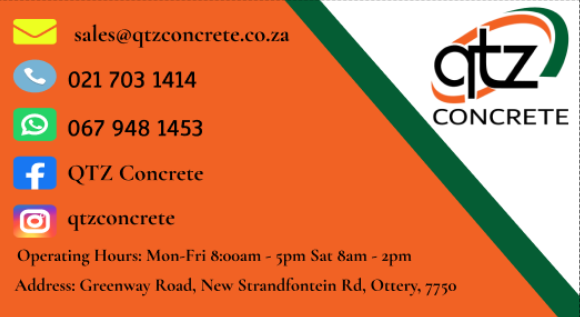 sales@qtzconcrete.co.za
021 703 1414
067 948 1453
QTZ Concrete
qtzconcrete
Operating Hours: Mon-Fri 8:00am - 5pm Sat 8am - 2pm
Address: Greenway Road, New Strandfontein Rd, Ottery, 7750
qtz
CONCRETE